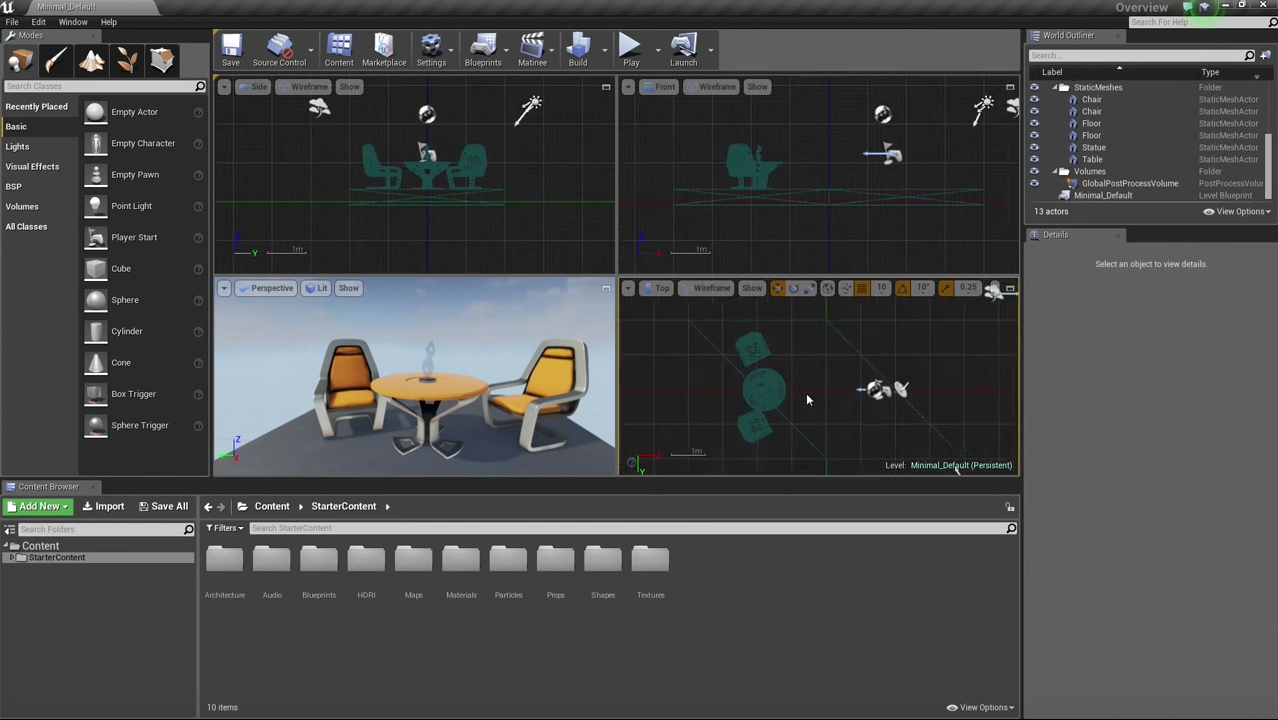 Minimal_Default
Overview
File Edit Window Help
Search For Help
Modes
Search Classes
Recently Placed
Basic
Lights
Visual Effects
BSP
Volumes
All Classes
Empty Actor
Empty Character
Empty Pawn
Point Light
Player Start
Cube
Sphere
Cylinder
Cone
Box Trigger
Sphere Trigger
Save
Source Control
Content
Marketplace
Settings
Blueprints
Matinee
Build
Play
Launch
Side Wireframe Show
Z
Y
1m
Front Wireframe Show
Z
X
1m
Perspective Lit Show
Z
Y
X
Top Wireframe Show 10 10° 0.25
X
Y
1m
Level: Minimal_Default (Persistent)
World Outliner
Search...
Label Type
StaticMeshes Folder
Chair StaticMeshActor
Chair StaticMeshActor
Floor StaticMeshActor
Floor StaticMeshActor
Statue StaticMeshActor
Table StaticMeshActor
Volumes Folder
GlobalPostProcessVolume PostProcessVolu
Minimal_Default Level Blueprint
13 actors View Options
Details
Select an object to view details.
Content Browser
Add New Import Save All
Content StarterContent
Search Folders
Filters Search StarterContent
Content
StarterContent
Architecture Audio Blueprints HDRI Maps Materials Particles Props Shapes Textures
10 items View Options